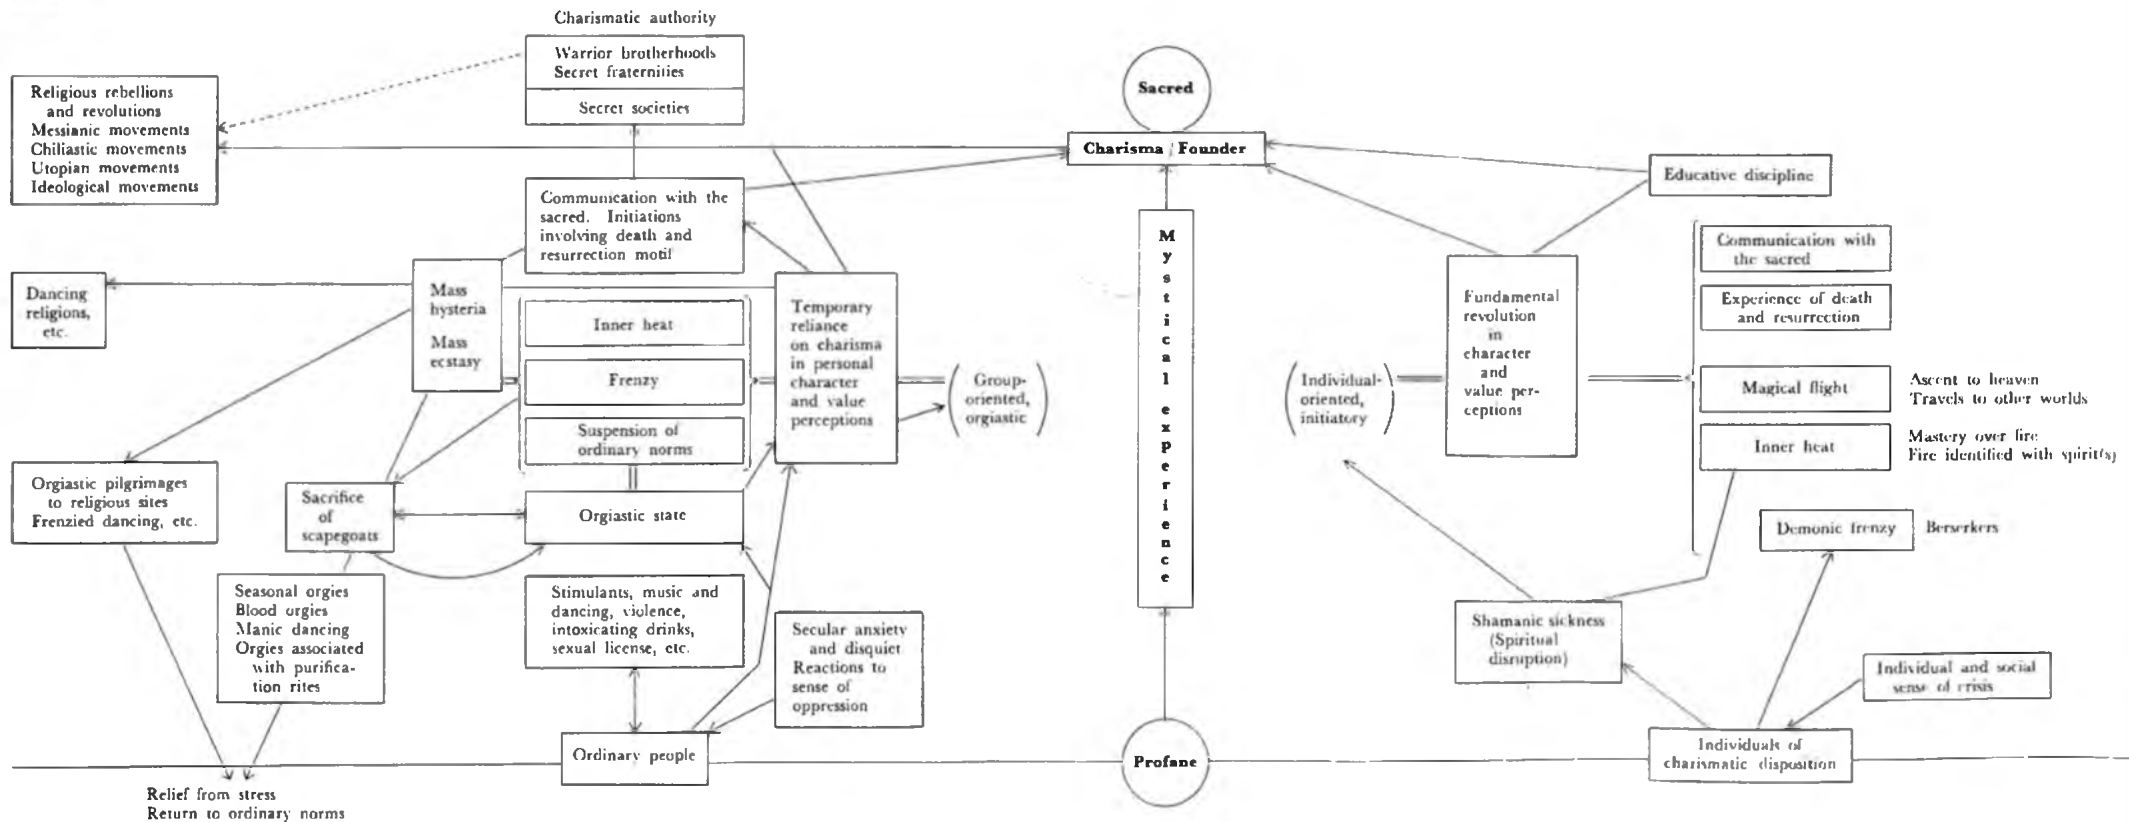 Charismatic authority
Warrior brotherhoods
Secret fraternities
Secret societies
Religious rebellions
and revolutions
Messianic movements
Chiliastic movements
Utopian movements
Ideological movements
Communication with the
sacred. Initiations
involving death and
resurrection motif
Dancing
religions,
etc.
Mass
hysteria
Mass
ecstasy
Inner heat
Frenzy
Suspension of
ordinary norms
Temporary
reliance
on charisma
in personal
character
and value
perceptions
Group-
oriented,
orgiastic
Orgiastic pilgrimages
to religious sites
Frenzied dancing, etc.
Sacrifice
of
scapegoats
Orgiastic state
Seasonal orgies
Blood orgies
Manic dancing
Orgies associated
with purifica-
tion rites
Stimulants, music and
dancing, violence,
intoxicating drinks,
sexual license, etc.
Secular anxiety
and disquiet
Reactions to
sense of
oppression
Ordinary people
Relief from stress
Return to ordinary norms
Sacred
Charisma / Founder
Mystical experience
Profane
Educative discipline
Communication with
the sacred
Experience of death
and resurrection
Fundamental
revolution
in
character
and
value per-
ceptions
Individual-
oriented,
initiatory
Magical flight
Ascent to heaven
Travels to other worlds
Inner heat
Mastery over fire
Fire identified with spirit(s)
Demonic frenzy
Berserkers
Shamanic sickness
(Spiritual
disruption)
Individual and social
sense of crisis
Individuals of
charismatic disposition